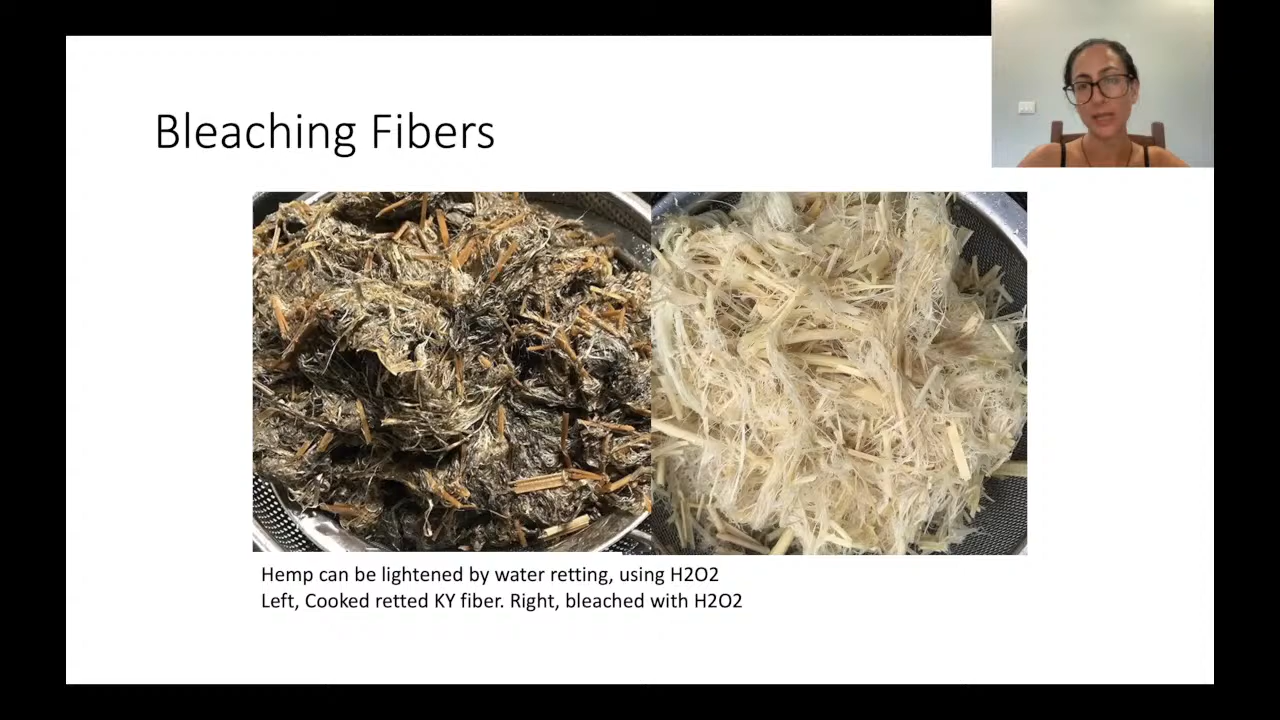 Bleaching Fibers
Hemp can be lightened by water retting, using H2O2
Left, Cooked retted KY fiber. Right, bleached with H2O2